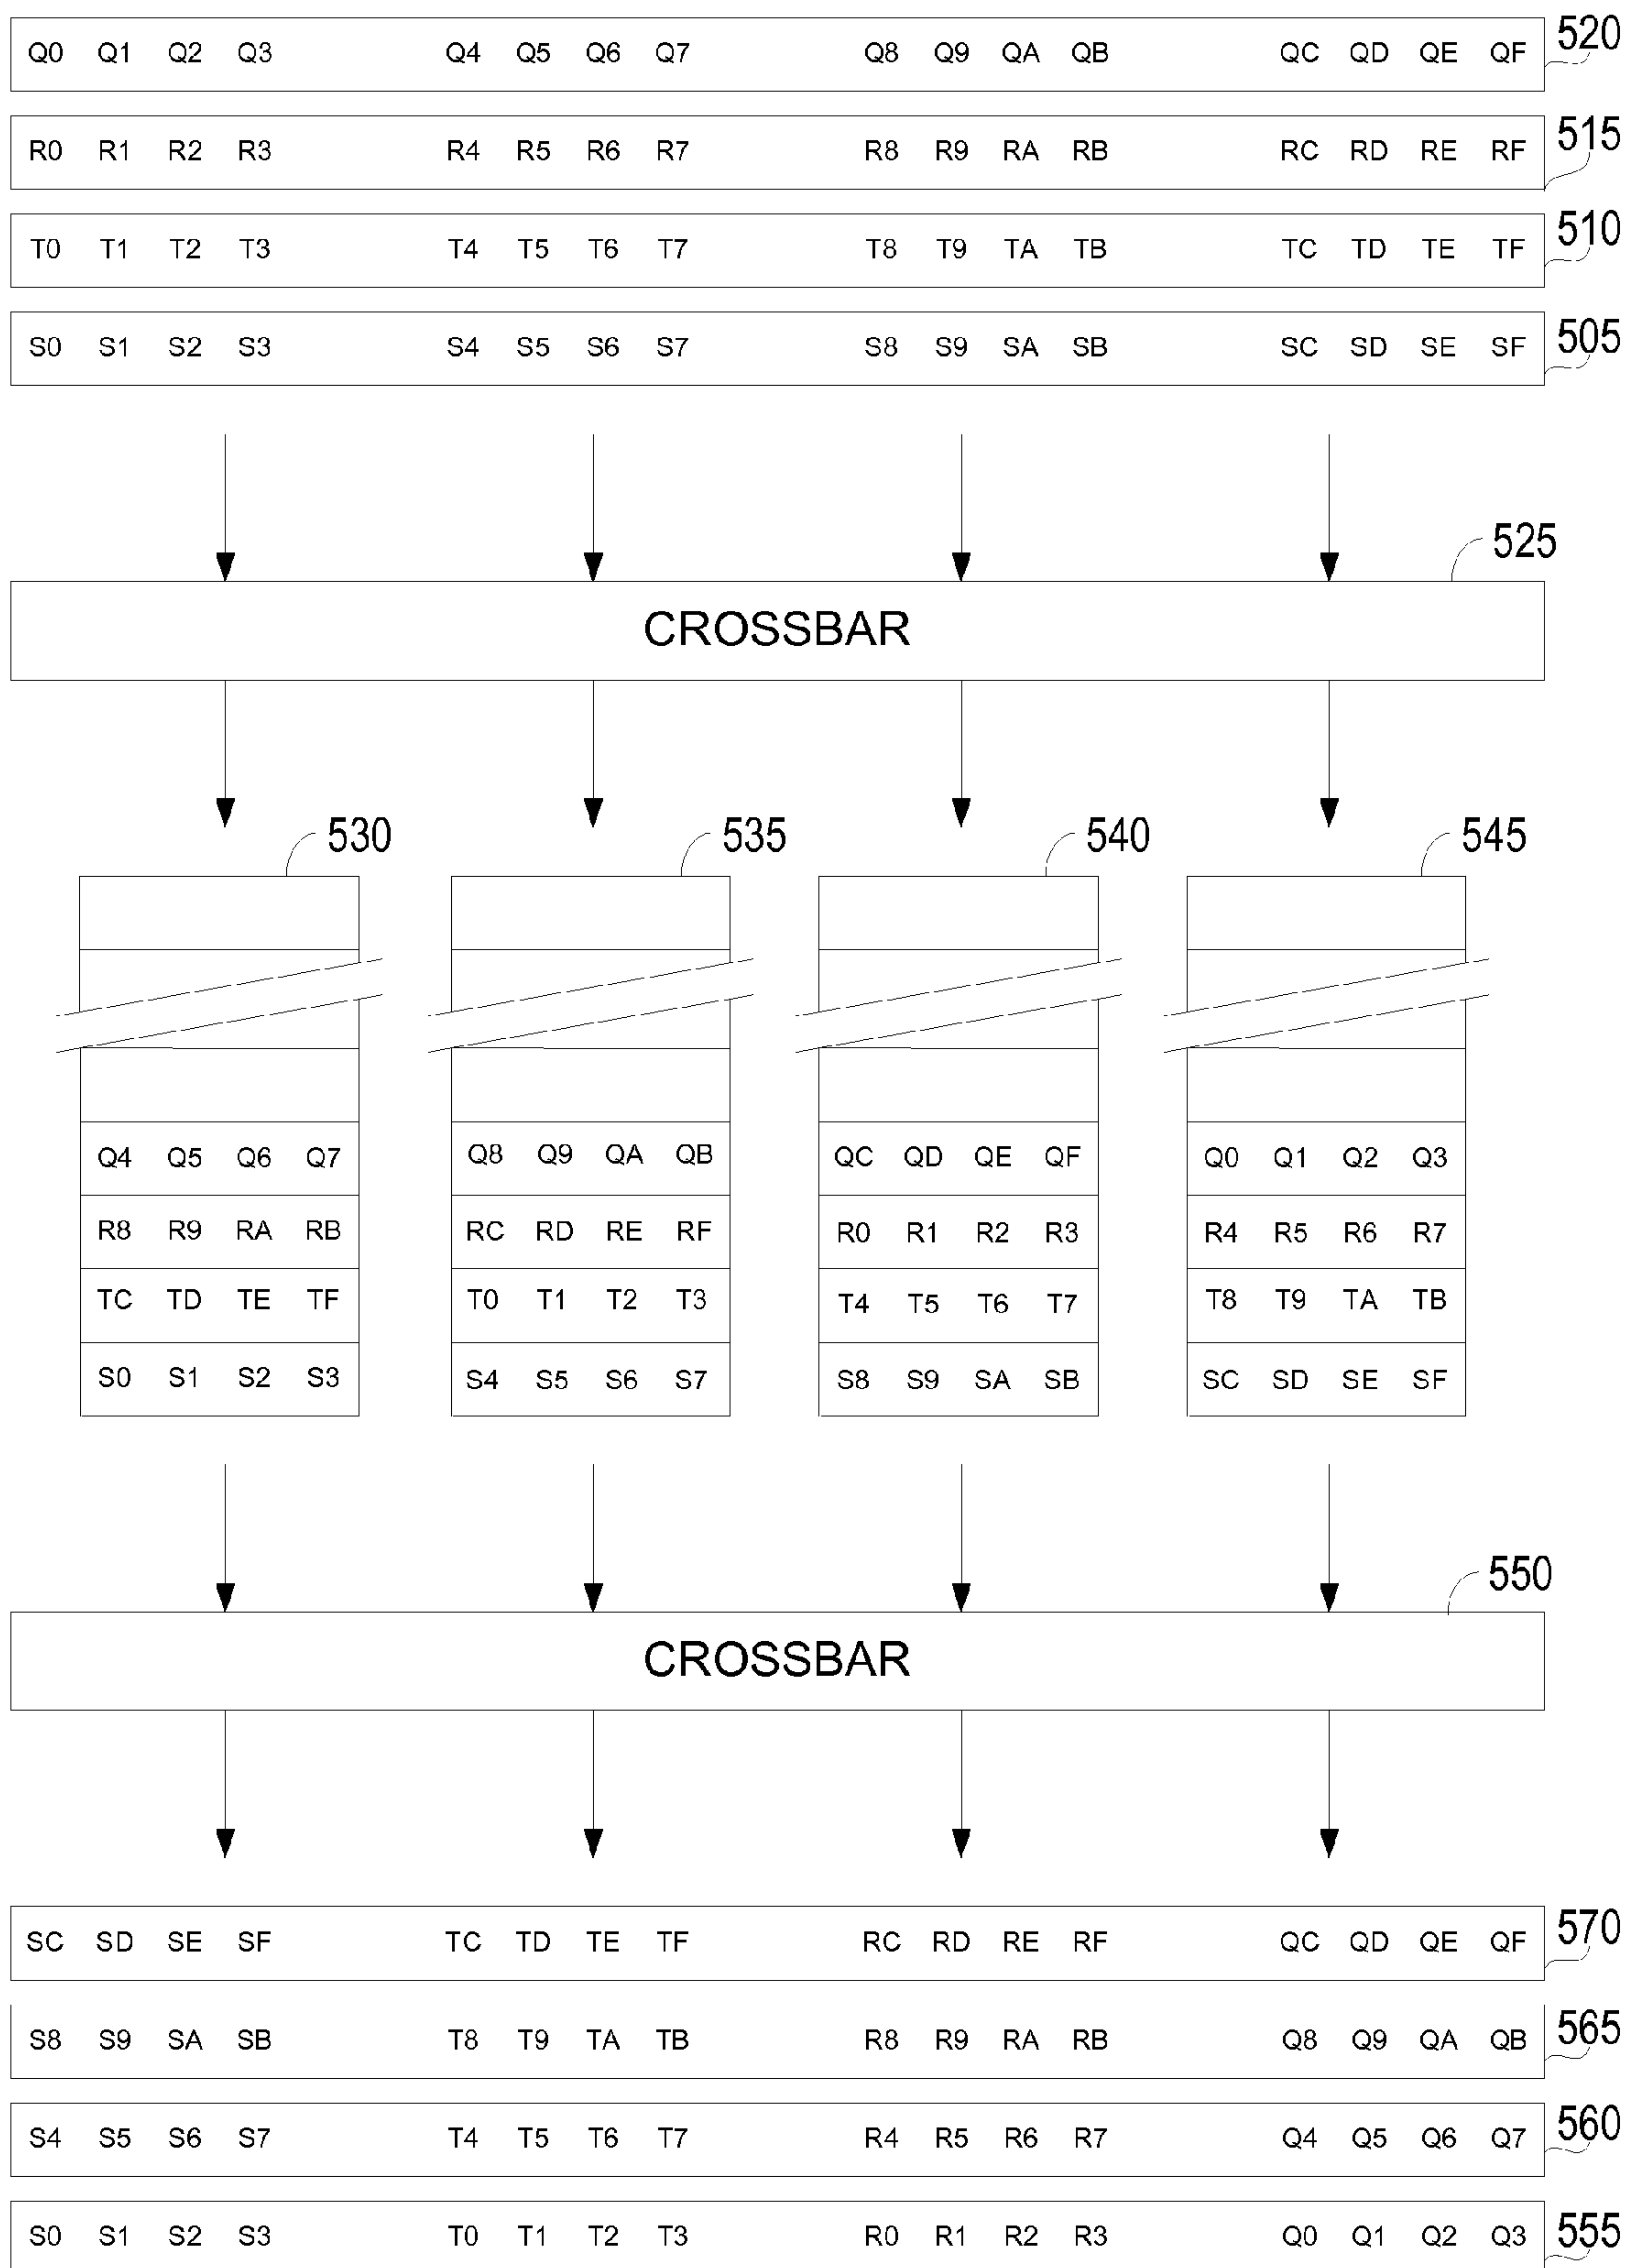 Q0 Q1 Q2 Q3 Q4 Q5 Q6 Q7 Q8 Q9 QA QB QC QD QE QF 520
R0 R1 R2 R3 R4 R5 R6 R7 R8 R9 RA RB RC RD RE RF 515
T0 T1 T2 T3 T4 T5 T6 T7 T8 T9 TA TB TC TD TE TF 510
S0 S1 S2 S3 S4 S5 S6 S7 S8 S9 SA SB SC SD SE SF 505
525
CROSSBAR
530 535 540 545
Q4 Q5 Q6 Q7 Q8 Q9 QA QB QC QD QE QF Q0 Q1 Q2 Q3
R8 R9 RA RB RC RD RE RF R0 R1 R2 R3 R4 R5 R6 R7
TC TD TE TF T0 T1 T2 T3 T4 T5 T6 T7 T8 T9 TA TB
S0 S1 S2 S3 S4 S5 S6 S7 S8 S9 SA SB SC SD SE SF
550
CROSSBAR
SC SD SE SF TC TD TE TF RC RD RE RF QC QD QE QF 570
S8 S9 SA SB T8 T9 TA TB R8 R9 RA RB Q8 Q9 QA QB 565
S4 S5 S6 S7 T4 T5 T6 T7 R4 R5 R6 R7 Q4 Q5 Q6 Q7 560
S0 S1 S2 S3 T0 T1 T2 T3 R0 R1 R2 R3 Q0 Q1 Q2 Q3 555